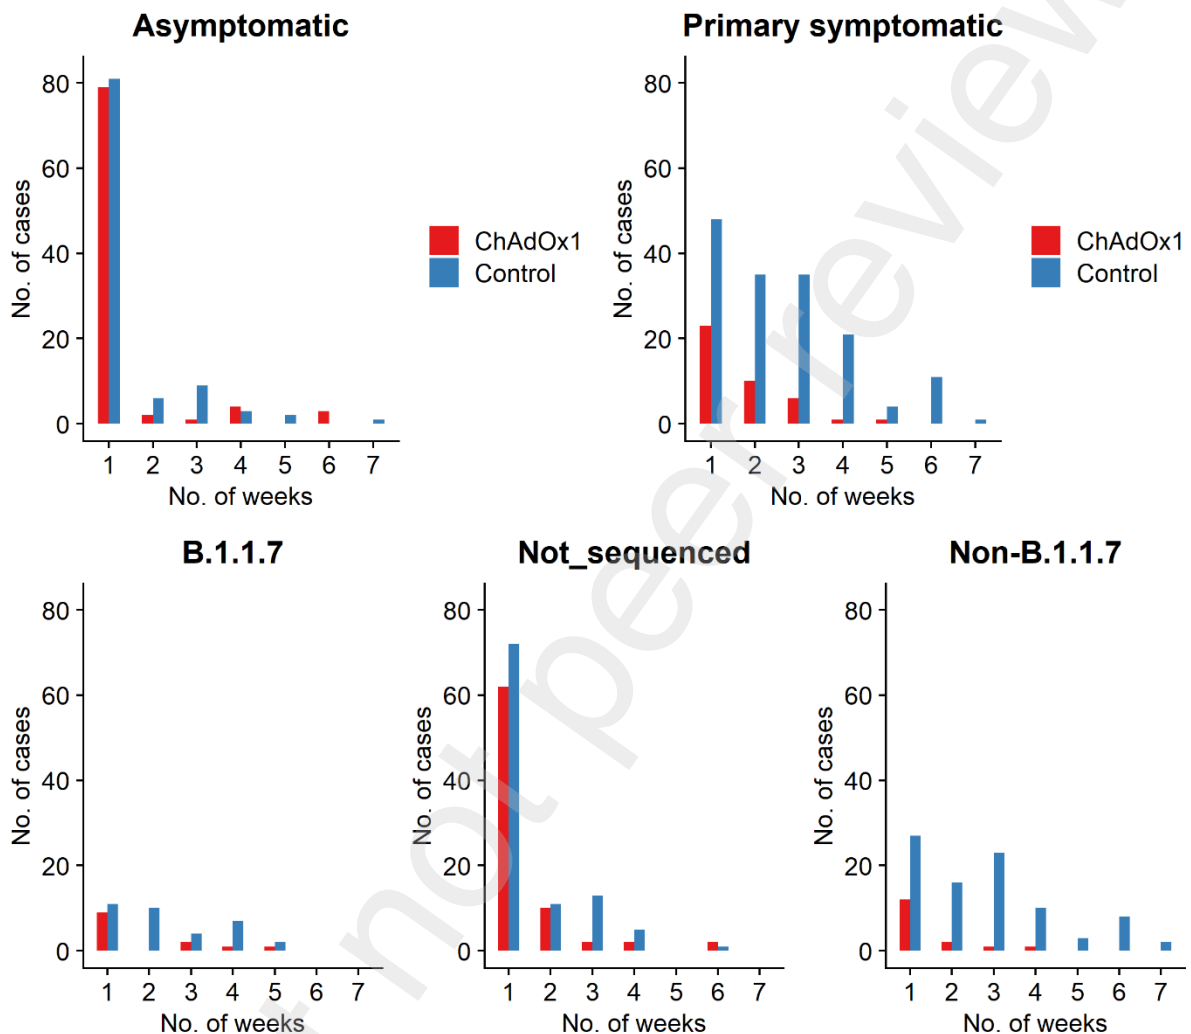 Asymptomatic
80
60
40
20
0
No. of cases
1 2 3 4 5 6 7
No. of weeks
ChAdOx1
Control
Primary symptomatic
80
60
40
20
0
No. of cases
1 2 3 4 5 6 7
No. of weeks
ChAdOx1
Control
B.1.1.7
80
60
40
20
0
No. of cases
1 2 3 4 5 6 7
No. of weeks
Not_sequenced
80
60
40
20
0
No. of cases
1 2 3 4 5 6 7
No. of weeks
Non-B.1.1.7
80
60
40
20
0
No. of cases
1 2 3 4 5 6 7
No. of weeks
not peer review